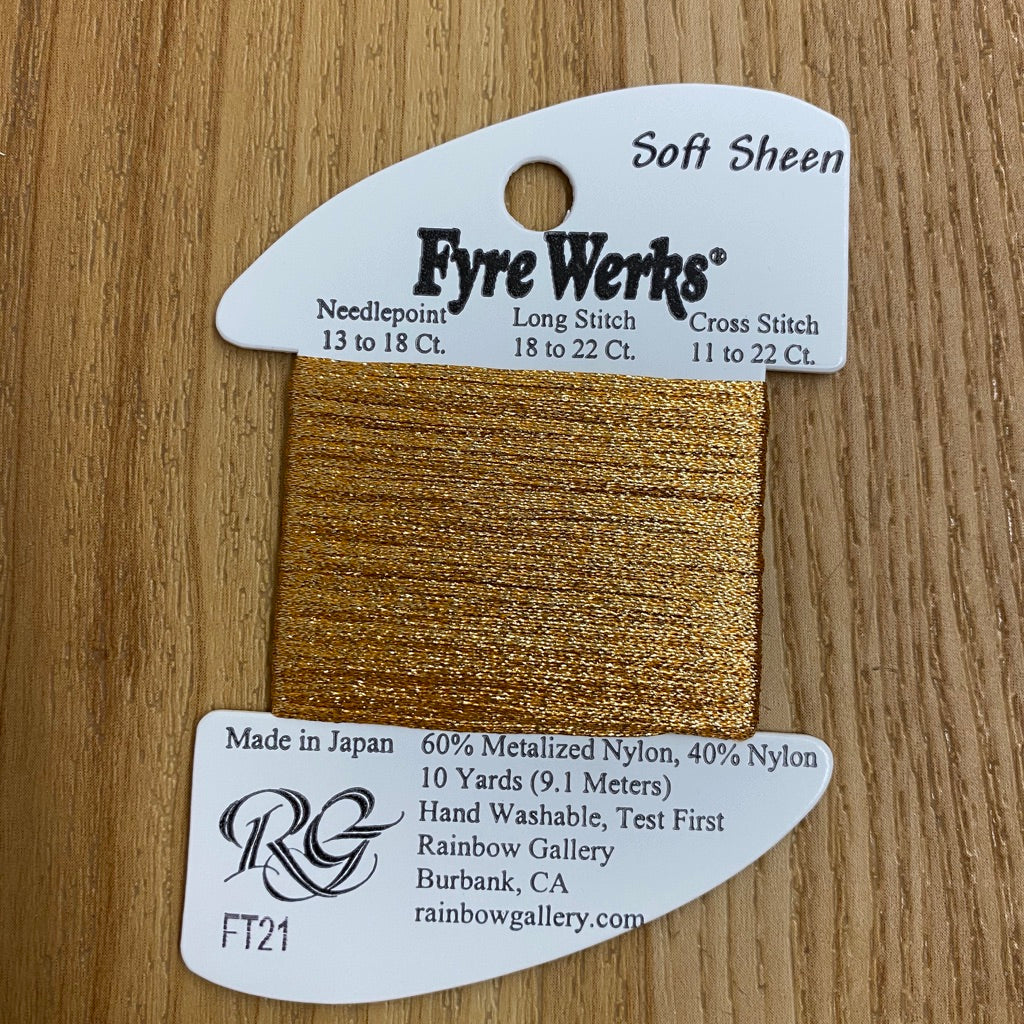 Soft Sheen
Fyre Werks®
Needlepoint
13 to 18 Ct.
Long Stitch
18 to 22 Ct.
Cross Stitch
11 to 22 Ct.
Made in Japan
60% Metalized Nylon, 40% Nylon
10 Yards (9.1 Meters)
Hand Washable, Test First
Rainbow Gallery
Burbank, CA
rainbowgallery.com
RG
FT21